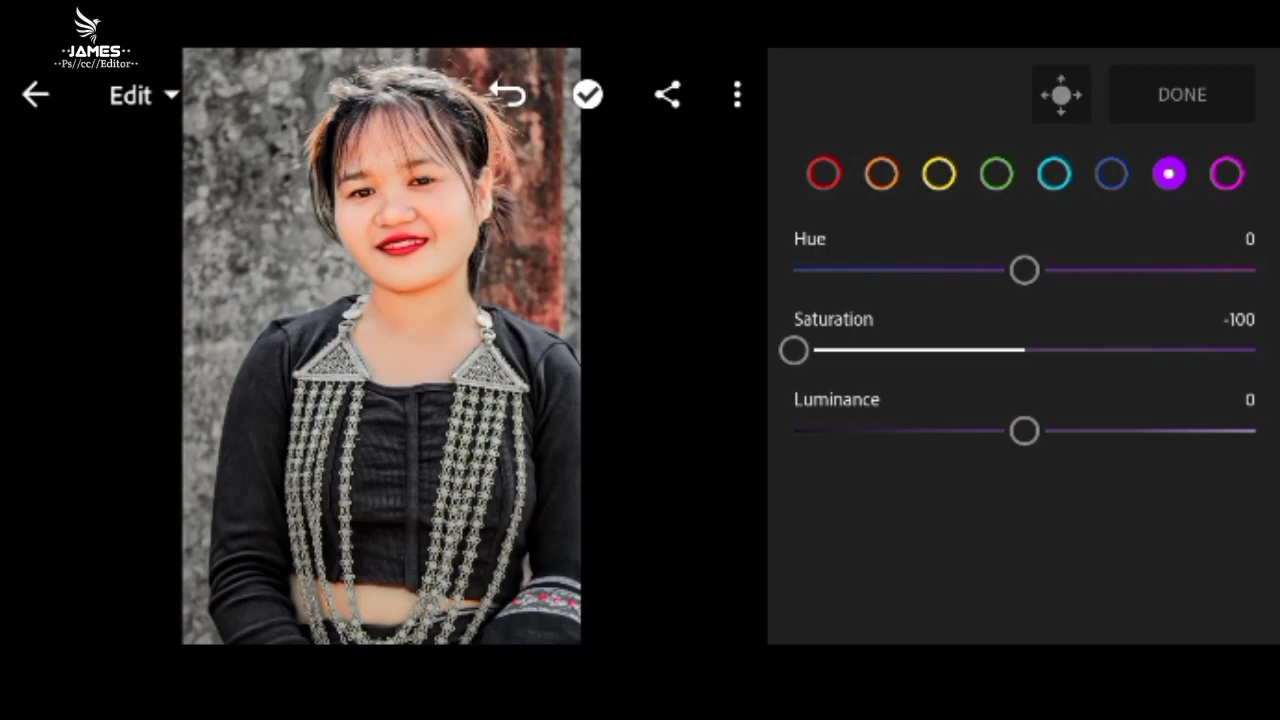 ··JAMES··
··Ps//cc//Editor··
Edit
DONE
Hue 0
Saturation -100
Luminance 0